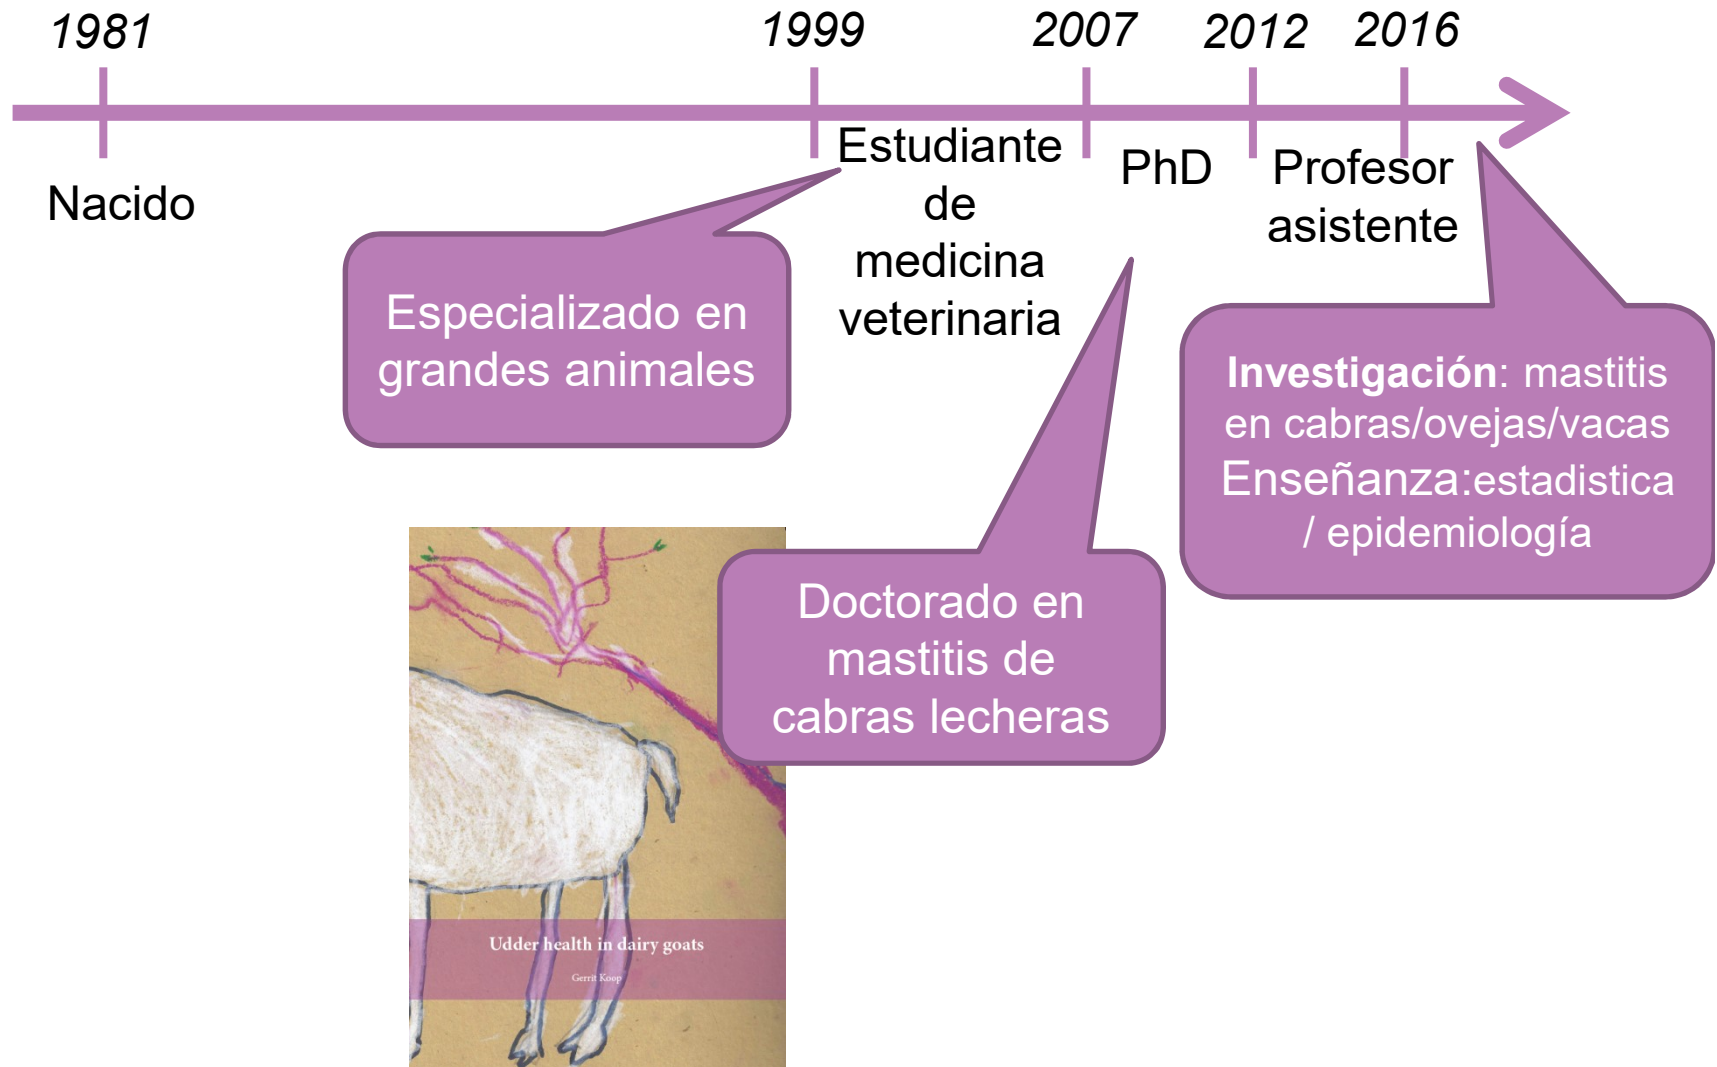 1981
1999
2007
2012
2016
Nacido
Estudiante
de
medicina
veterinaria
PhD
Profesor
asistente
Especializado en
grandes animales
Doctorado en
mastitis de
cabras lecheras
Investigación: mastitis
en cabras/ovejas/vacas
Enseñanza:estadistica
/ epidemiología
Udder health in dairy goats
Gerrit Koop